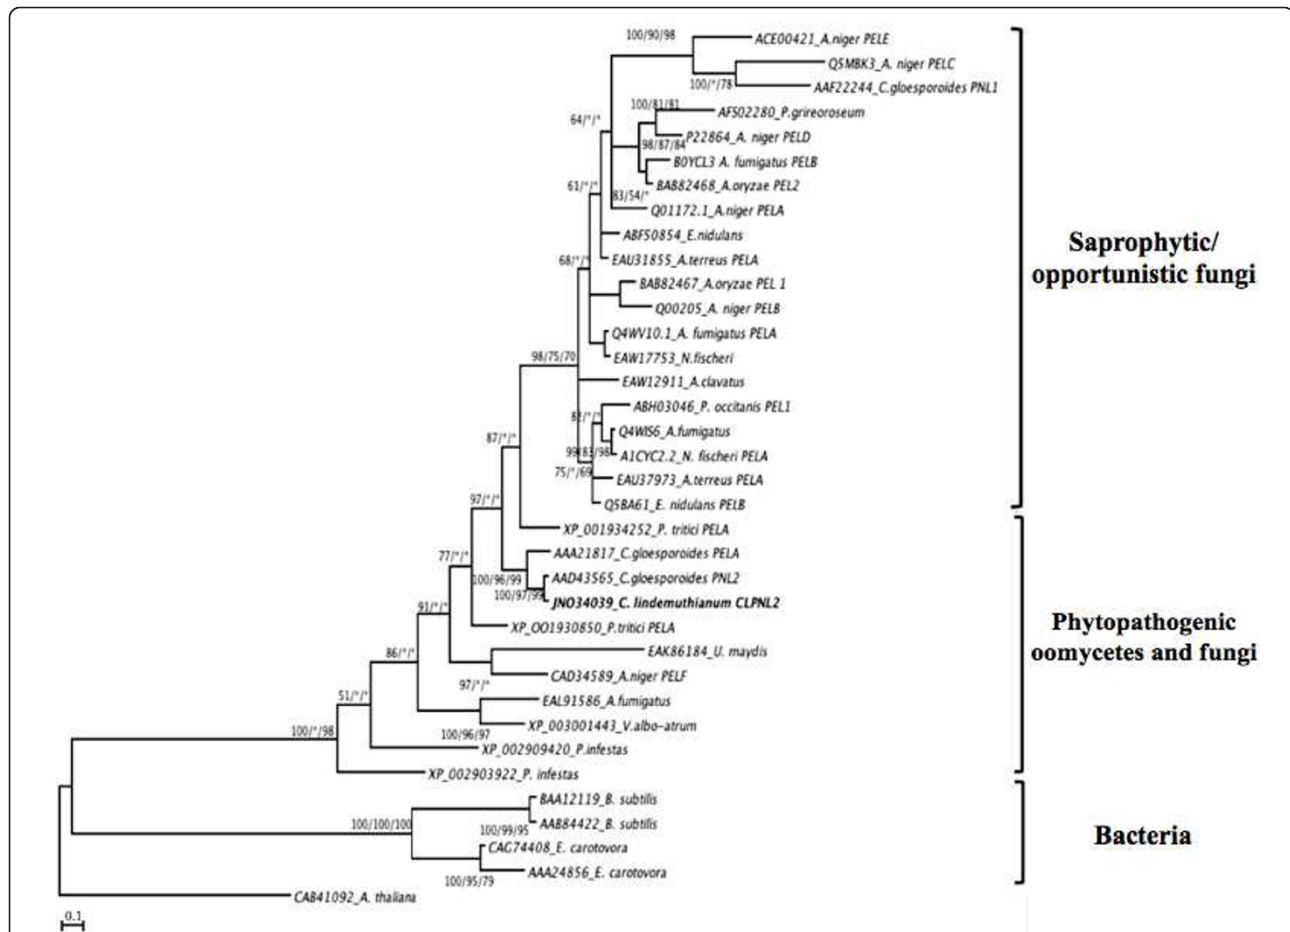 100/90/98
ACE00421_A.niger PELE
Q5MBK3_A. niger PELC
100/*/78
AAF22244_C.gloesporoides PNL1
100/81/81
AFS02280_P.grireoroseum
64/*/*
P22864_A. niger PELD
98/87/84
B0YCL3 A. fumigatus PELB
61/*/*
BAB82468_A.oryzae PEL2
83/54/*
Q01172.1_A.niger PELA
ABF50854_E.nidulans
68/*/*
EAU31855_A.terreus PELA
BAB82467_A.oryzae PEL 1
Q00205_A. niger PELB
Q4WV10.1_A. fumigatus PELA
98/75/70
EAW17753_N.fischeri
EAW12911_A.clavatus
ABH03046_P. occitanis PEL1
Q4WIS6_A.fumigatus
87/*/*
99/83/98
A1CYC2.2_N. fischeri PELA
75/*/69
EAU37973_A.terreus PELA
97/*/*
Q5BA61_E. nidulans PELB
Saprophytic/
opportunistic fungi
XP_001934252_P. tritici PELA
77/*/*
AAA21817_C.gloesporoides PELA
100/96/99
AAD43565_C.gloesporoides PNL2
100/97/99
JNO34039_C. lindemuthianum CLPNL2
91/*/*
XP_OO1930850_P.tritici PELA
86/*/*
EAK86184_U. maydis
CAD34589_A.niger PELF
97/*/*
51/*/*
EAL91586_A.fumigatus
XP_003001443_V.albo-atrum
100/*/98
100/96/97
XP_002909420_P.infestas
XP_002903922_P. infestas
Phytopathogenic
oomycetes and fungi
BAA12119_B. subtilis
100/100/100
AAB84422_B. subtilis
100/99/95
CAG74408_E. carotovora
AAA24856_E. carotovora
100/95/79
Bacteria
CAB41092_A. thaliana
0.1